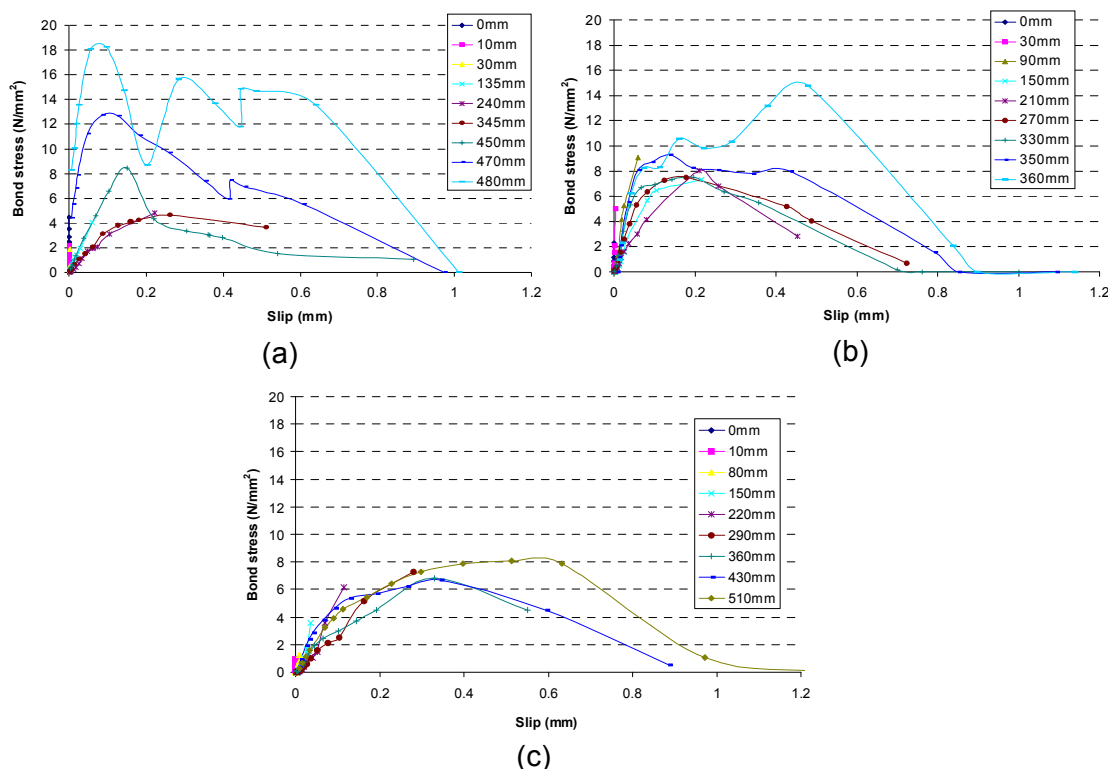 20
18
16
14
12
10
8
6
4
2
0
Bond stress (N/mm²)
0 0.2 0.4 0.6 0.8 1 1.2
Slip (mm)
0mm
10mm
30mm
135mm
240mm
345mm
450mm
470mm
480mm
(a)
20
18
16
14
12
10
8
6
4
2
0
Bond stress (N/mm²)
0 0.2 0.4 0.6 0.8 1 1.2
Slip (mm)
0mm
30mm
90mm
150mm
210mm
270mm
330mm
350mm
360mm
(b)
20
18
16
14
12
10
8
6
4
2
0
Bond stress (N/mm²)
0 0.2 0.4 0.6 0.8 1 1.2
Slip (mm)
0mm
10mm
80mm
150mm
220mm
290mm
360mm
430mm
510mm
(c)